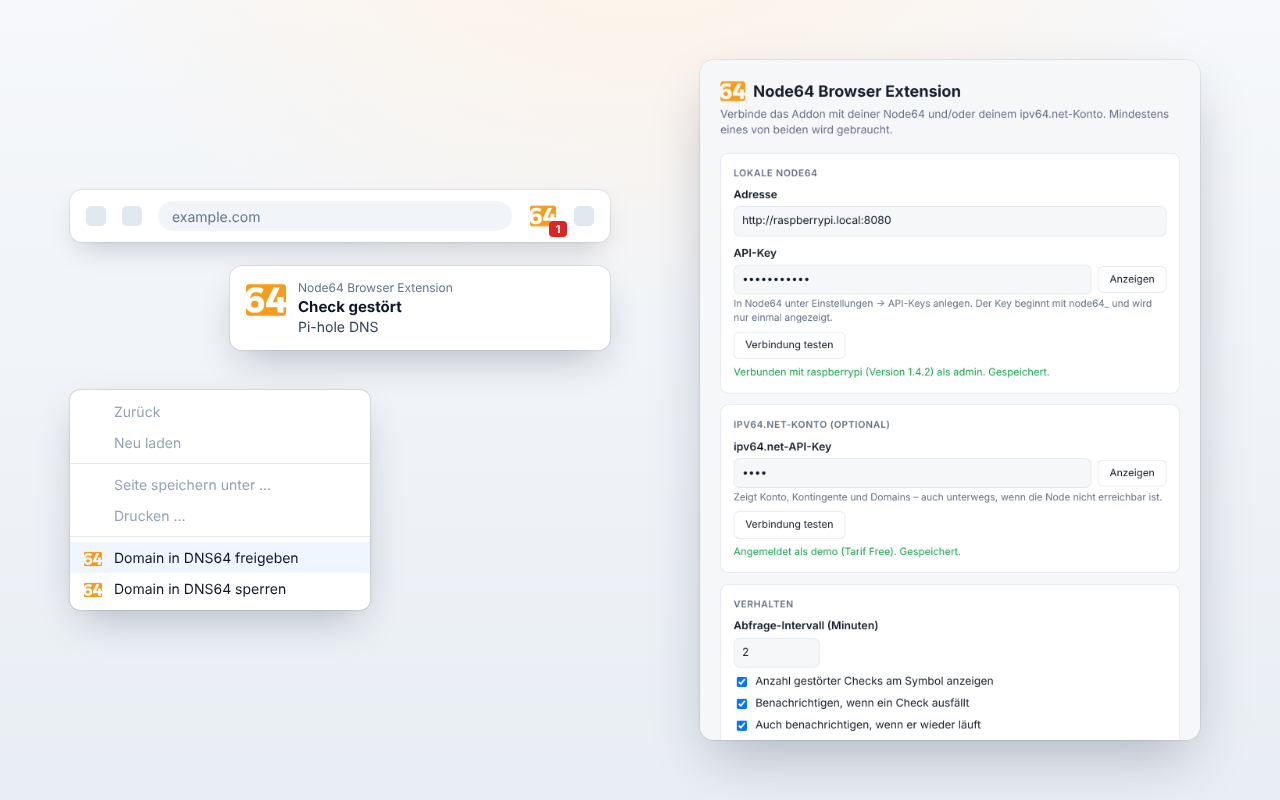 example.com
64
1
64
Node64 Browser Extension
Check gestört
Pi-hole DNS
Zurück
Neu laden
Seite speichern unter ...
Drucken ...
64 Domain in DNS64 freigeben
64 Domain in DNS64 sperren
64 Node64 Browser Extension
Verbinde das Addon mit deiner Node64 und/oder deinem ipv64.net-Konto. Mindestens
eines von beiden wird gebraucht.
LOKALE NODE64
Adresse
http://raspberrypi.local:8080
API-Key
•••••••••••
Anzeigen
In Node64 unter Einstellungen → API-Keys anlegen. Der Key beginnt mit node64_ und wird
nur einmal angezeigt.
Verbindung testen
Verbunden mit raspberrypi (Version 1.4.2) als admin. Gespeichert.
IPV64.NET-KONTO (OPTIONAL)
ipv64.net-API-Key
••••
Anzeigen
Zeigt Konto, Kontingente und Domains – auch unterwegs, wenn die Node nicht erreichbar ist.
Verbindung testen
Angemeldet als demo (Tarif Free). Gespeichert.
VERHALTEN
Abfrage-Intervall (Minuten)
2
Anzahl gestörter Checks am Symbol anzeigen
Benachrichtigen, wenn ein Check ausfällt
Auch benachrichtigen, wenn er wieder läuft